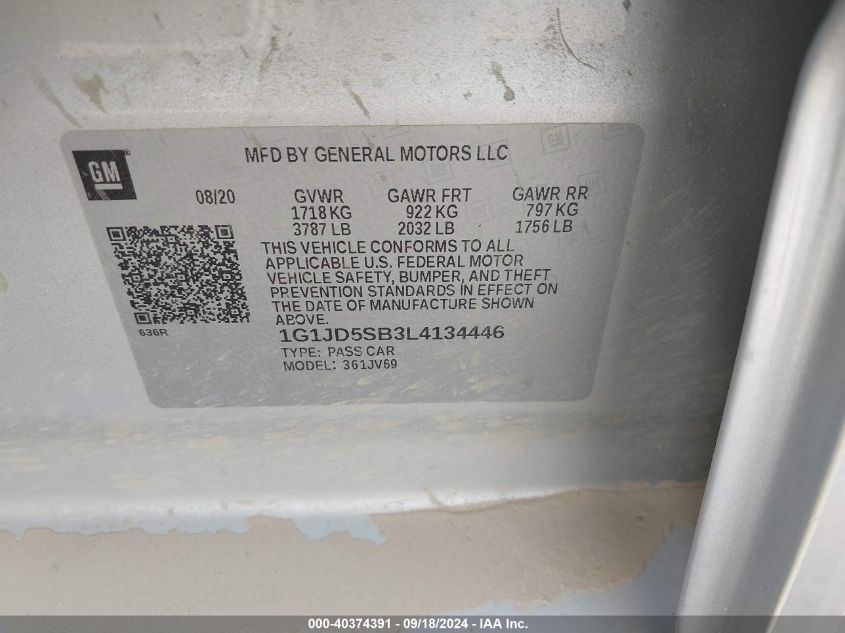 GM
MFD BY GENERAL MOTORS LLC
08/20 GVWR GAWR FRT GAWR RR
1718 KG 922 KG 797 KG
3787 LB 2032 LB 1756 LB
THIS VEHICLE CONFORMS TO ALL
APPLICABLE U.S. FEDERAL MOTOR
VEHICLE SAFETY, BUMPER, AND THEFT
PREVENTION STANDARDS IN EFFECT ON
THE DATE OF MANUFACTURE SHOWN
ABOVE.
636R
1G1JD5SB3L4134446
TYPE: PASS CAR
MODEL: 361JV69
000-40374391 - 09/18/2024 - IAA Inc.